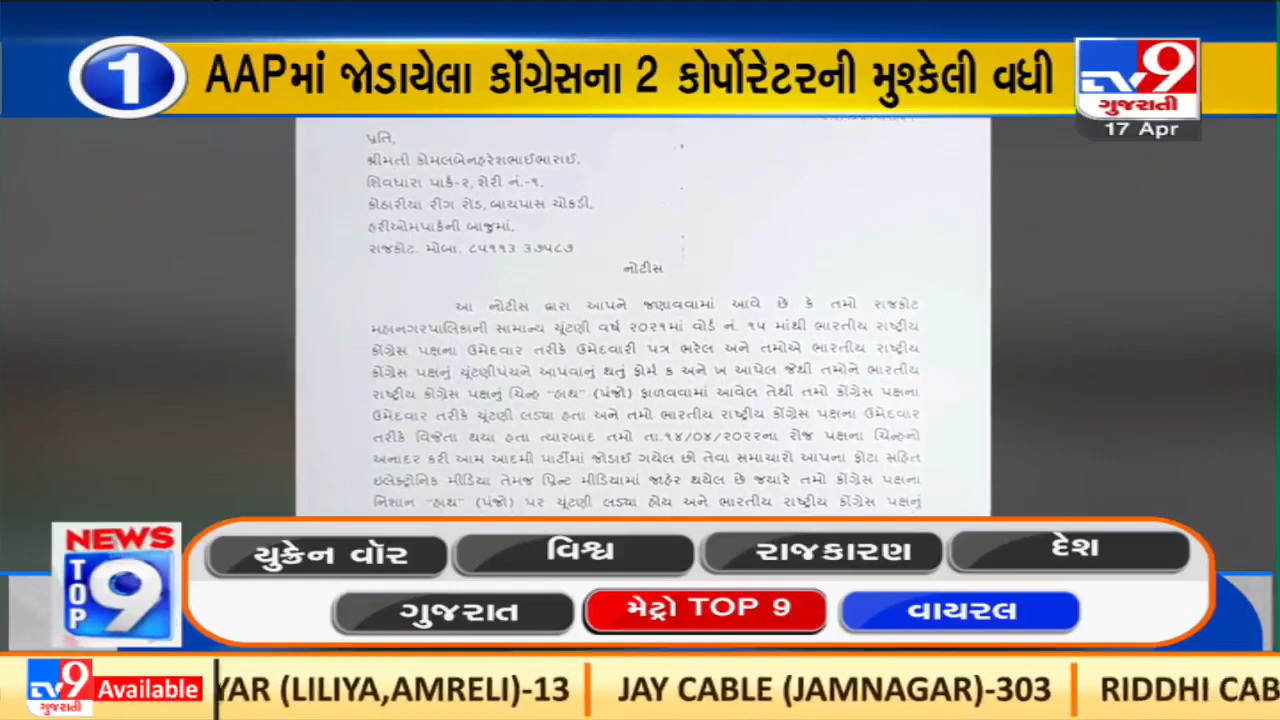 1
AAPમાં જોડાયેલા કોંગ્રેસના 2 કોર્પોરેટરની મુશ્કેલી વધી
TV9
ગુજરાતી
17 Apr
પ્રતિ,
શ્રીમતી કોમલબેનહરેશભાઈભારાઈ,
શિવધારા પાર્ક-૨, શેરી નં.-૧,
કોઠારીયા રીંગ રોડ, બાયપાસ ચોકડી,
હરીઓમપાર્કની બાજુમાં,
રાજકોટ. મોબા. ૮૫૧૧૩ ૩૭૫૮૭
નોટીસ
આ નોટીસ દ્વારા આપને જણાવવામાં આવે છે કે તમો રાજકોટ
મહાનગરપાલિકાની સામાન્ય ચૂંટણી વર્ષ ૨૦૨૧માં વોર્ડ નં. ૧૫ માંથી ભારતીય રાષ્ટ્રીય
કોંગ્રેસ પક્ષના ઉમેદવાર તરીકે ઉમેદવારી પત્ર ભરેલ અને તમોએ ભારતીય રાષ્ટ્રીય
કોંગ્રેસ પક્ષનું ચૂંટણીપંચને આપવાનું થતું ફોર્મ ક અને ખ આપેલ જેથી તમોને ભારતીય
રાષ્ટ્રીય કોંગ્રેસ પક્ષનું ચિન્હ "હાથ" (પંજો) ફાળવવામાં આવેલ તેથી તમો કોંગ્રેસ પક્ષના
ઉમેદવાર તરીકે ચૂંટણી લડ્યા હતા અને તમો ભારતીય રાષ્ટ્રીય કોંગ્રેસ પક્ષના ઉમેદવાર
તરીકે વિજેતા થયા હતા ત્યારબાદ તમો તા.૧૪/૦૪/૨૦૨૨ના રોજ પક્ષના ચિન્હનો
અનાદર કરી આમ આદમી પાર્ટીમાં જોડાઈ ગયેલ છો તેવા સમાચારો આપના ફોટા સહિત
ઇલેક્ટ્રોનિક મીડિયા તેમજ પ્રિન્ટ મીડિયામાં જાહેર થયેલ છે જ્યારે તમો કોંગ્રેસ પક્ષના
નિશાન "હાથ" (પંજો) પર ચૂંટણી લડ્યા હોય અને ભારતીય રાષ્ટ્રીય કોંગ્રેસ પક્ષનું
NEWS
TOP
9
યુક્રેન વૉર
વિશ્વ
રાજકારણ
દેશ
ગુજરાત
મેટ્રો TOP 9
વાયરલ
TV9
ગુજરાતી
Available
YAR (LILIYA,AMRELI)-13 | JAY CABLE (JAMNAGAR)-303 | RIDDHI CAB